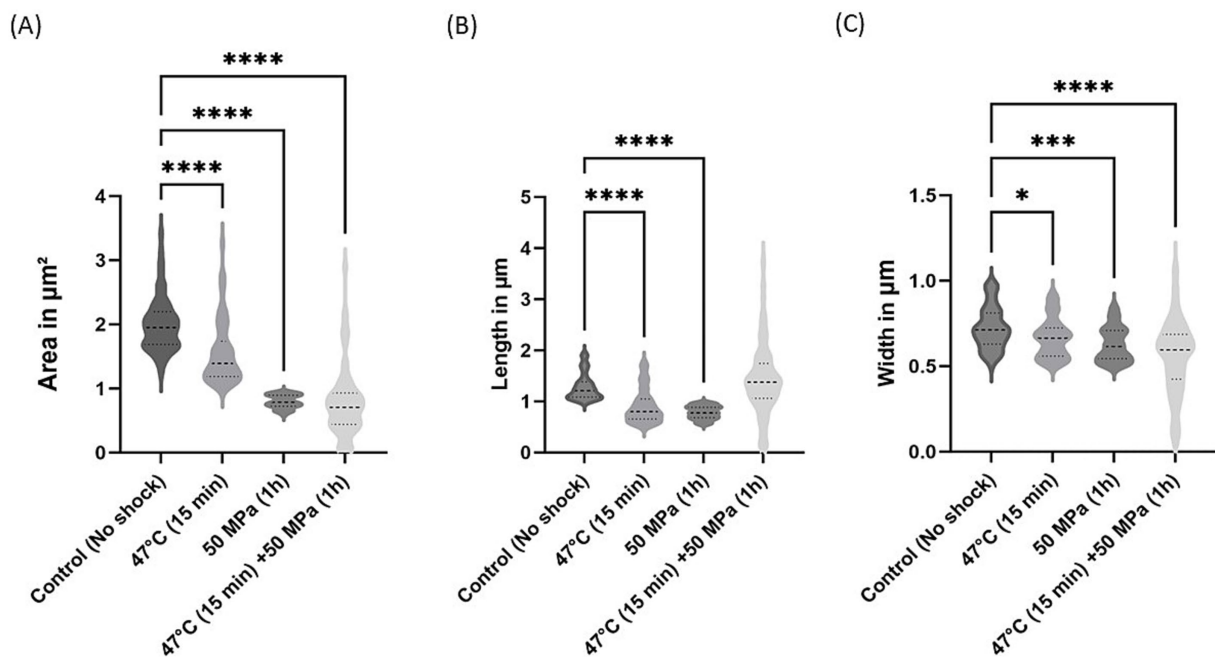 (A)
****
****
****
Area in µm²
4
3
2
1
0
Control (No shock)
47°C (15 min)
50 MPa (1h)
47°C (15 min) +50 MPa (1h)
(B)
****
****
Length in µm
5
4
3
2
1
0
Control (No shock)
47°C (15 min)
50 MPa (1h)
47°C (15 min) +50 MPa (1h)
(C)
****
***
*
Width in µm
1.5
1.0
0.5
0.0
Control (No shock)
47°C (15 min)
50 MPa (1h)
47°C (15 min) +50 MPa (1h)